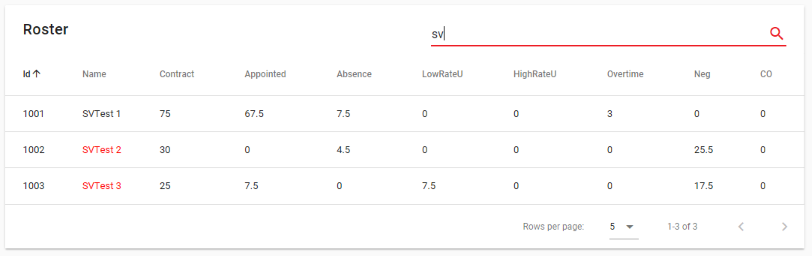 Roster
sv
Id Name Contract Appointed Absence LowRateU HighRateU Overtime Neg CO
1001 SVTest 1 75 67.5 7.5 0 0 3 0 0
1002 SVTest 2 30 0 4.5 0 0 0 25.5 0
1003 SVTest 3 25 7.5 0 7.5 0 0 17.5 0
Rows per page: 5 1-3 of 3